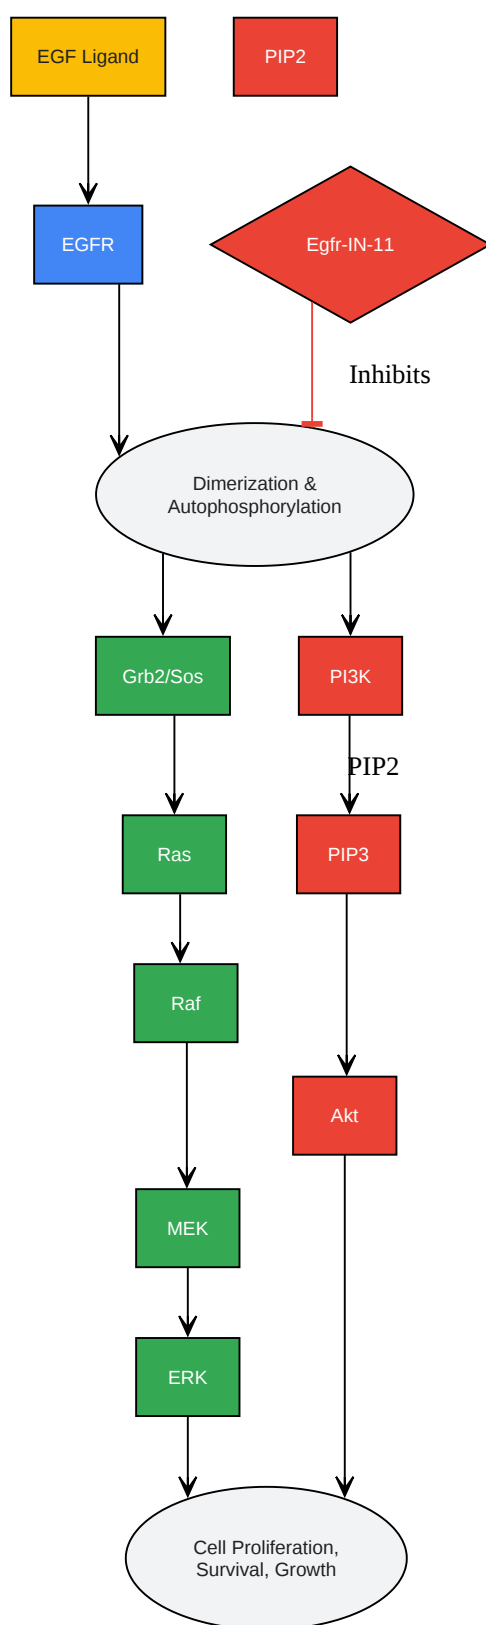 EGF Ligand
PIP2
EGFR
Egfr-IN-11
Inhibits
Dimerization &
Autophosphorylation
Grb2/Sos
PI3K
PIP2
Ras
PIP3
Raf
Akt
MEK
ERK
Cell Proliferation,
Survival, Growth